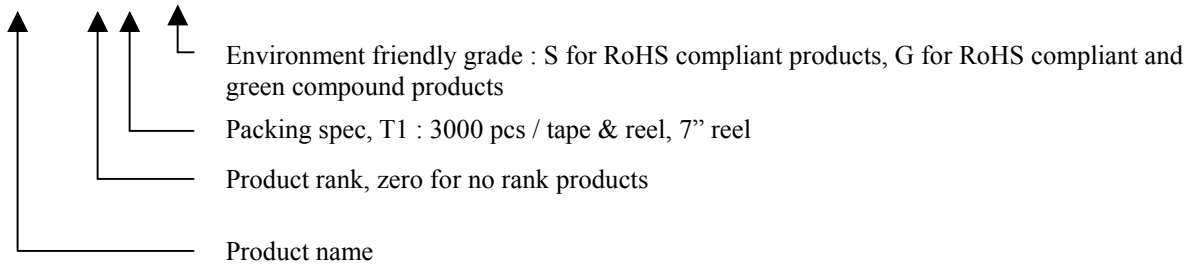 Environment friendly grade : S for RoHS compliant products, G for RoHS compliant and
green compound products
Packing spec, T1 : 3000 pcs / tape & reel, 7” reel
Product rank, zero for no rank products
Product name